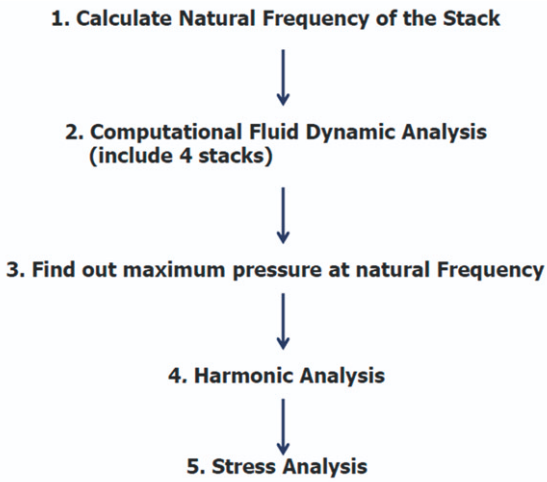 1. Calculate Natural Frequency of the Stack
2. Computational Fluid Dynamic Analysis
(include 4 stacks)
3. Find out maximum pressure at natural Frequency
4. Harmonic Analysis
5. Stress Analysis